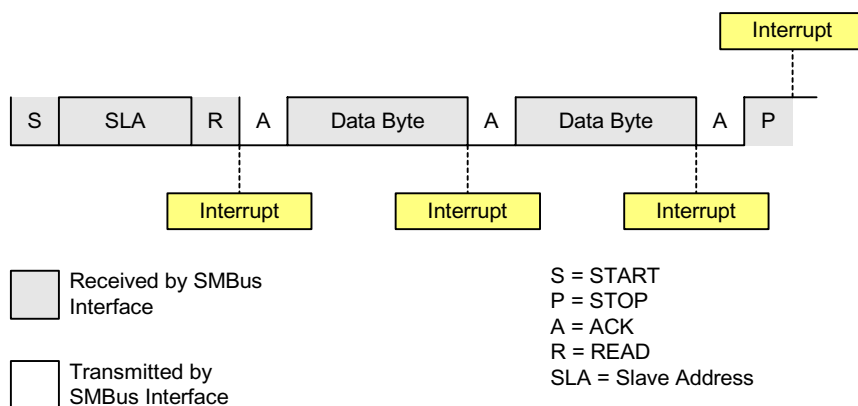 Interrupt
S SLA R A Data Byte A Data Byte A P
Interrupt Interrupt Interrupt
Received by SMBus
Interface
Transmitted by
SMBus Interface
S = START
P = STOP
A = ACK
R = READ
SLA = Slave Address